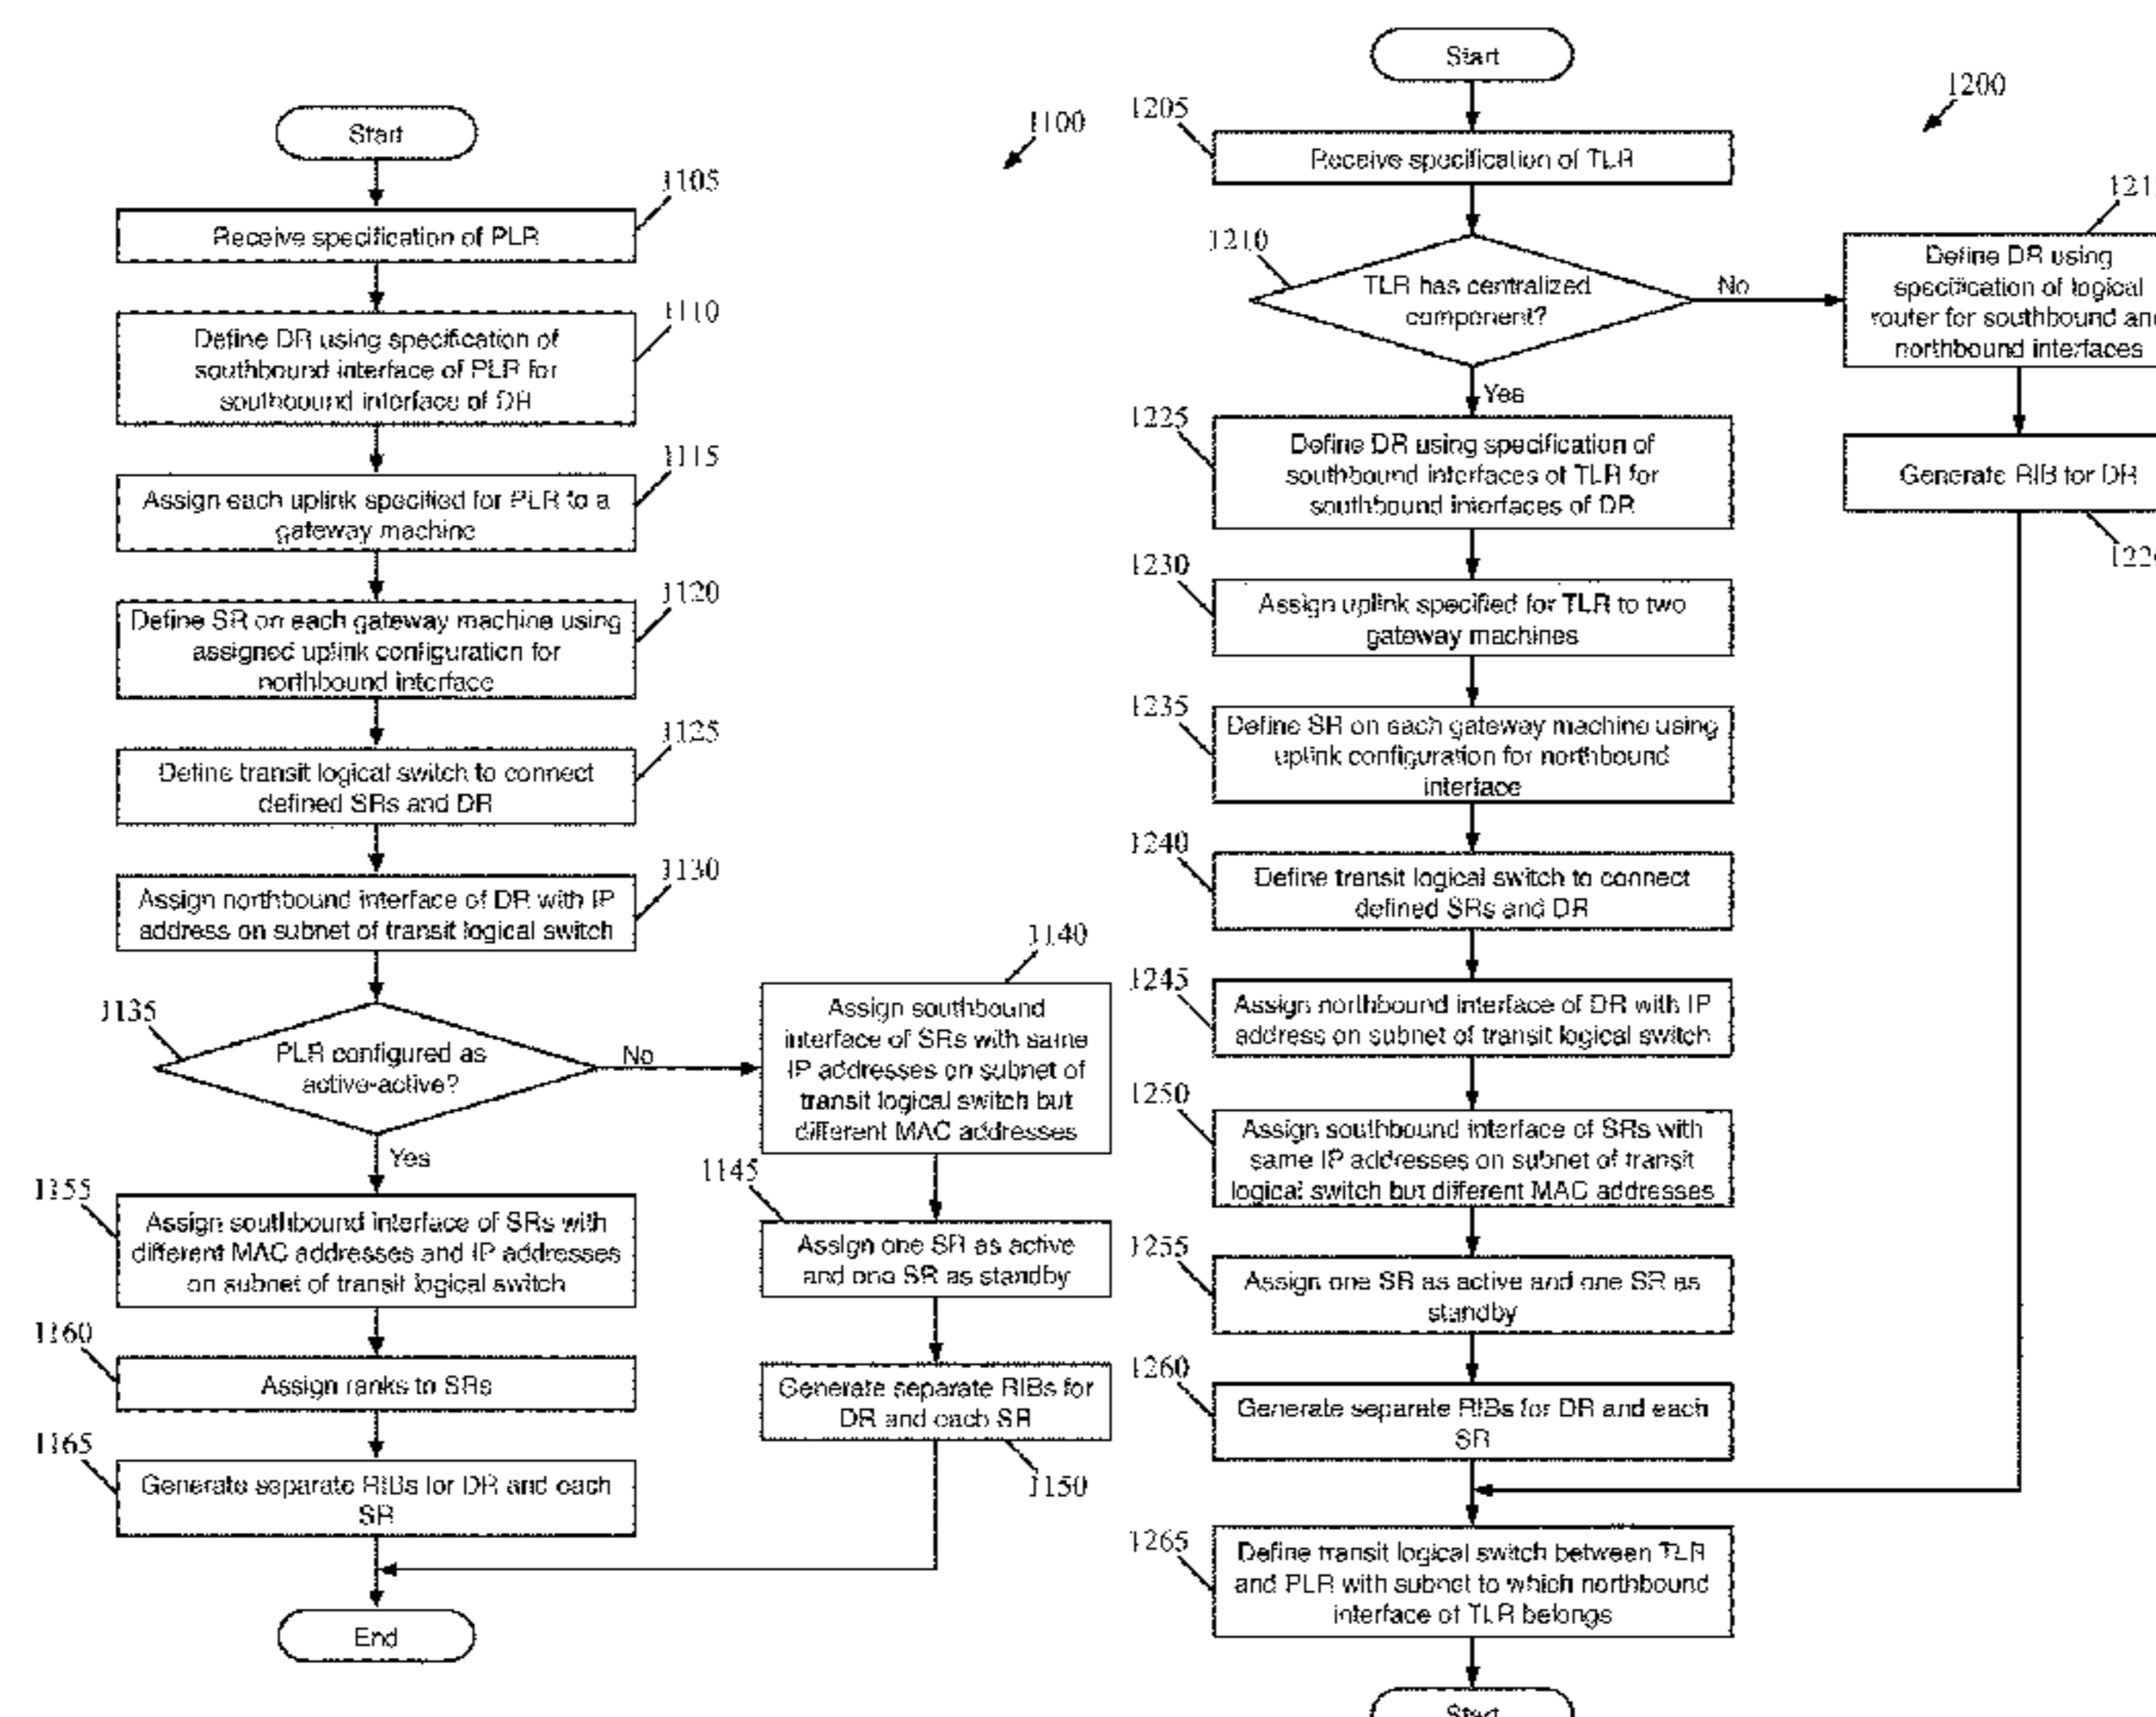 Start
1100
1105
Receive specification of PLR
1110
Define DR using specification of
southbound interface of PLR for
southbound interface of DR
1115
Assign each uplink specified for PLR to a
gateway machine
1120
Define SR on each gateway machine using
assigned uplink configuration for
northbound interface
1125
Define transit logical switch to connect
defined SRs and DR
1130
Assign northbound interface of DR with IP
address on subnet of transit logical switch
1135
PLR configured as
active-active?
No
Yes
1140
Assign southbound
interface of SRs with same
IP addresses on subnet of
transit logical switch but
different MAC addresses
1145
Assign one SR as active
and one SR as standby
Generate separate RIBs for
DR and each SR
1150
1155
Assign southbound interface of SRs with
different MAC addresses and IP addresses
on subnet of transit logical switch
1160
Assign ranks to SRs
1165
Generate separate RIBs for DR and each
SR
End
Start
1200
1205
Receive specification of TLR
1210
TLR has centralized
component?
No
Yes
121
Define DR using
specification of logical
router for southbound and
northbound interfaces
Generate RIB for DR
122
1225
Define DR using specification of
southbound interfaces of TLR for
southbound interfaces of DR
1230
Assign uplink specified for TLR to two
gateway machines
1235
Define SR on each gateway machine using
uplink configuration for northbound
interface
1240
Define transit logical switch to connect
defined SRs and DR
1245
Assign northbound interface of DR with IP
address on subnet of transit logical switch
1250
Assign southbound interface of SRs with
same IP addresses on subnet of transit
logical switch but different MAC addresses
1255
Assign one SR as active and one SR as
standby
1260
Generate separate RIBs for DR and each
SR
1265
Define transit logical switch between TLR
and PLR with subnet to which northbound
interface of TLR belongs
Start